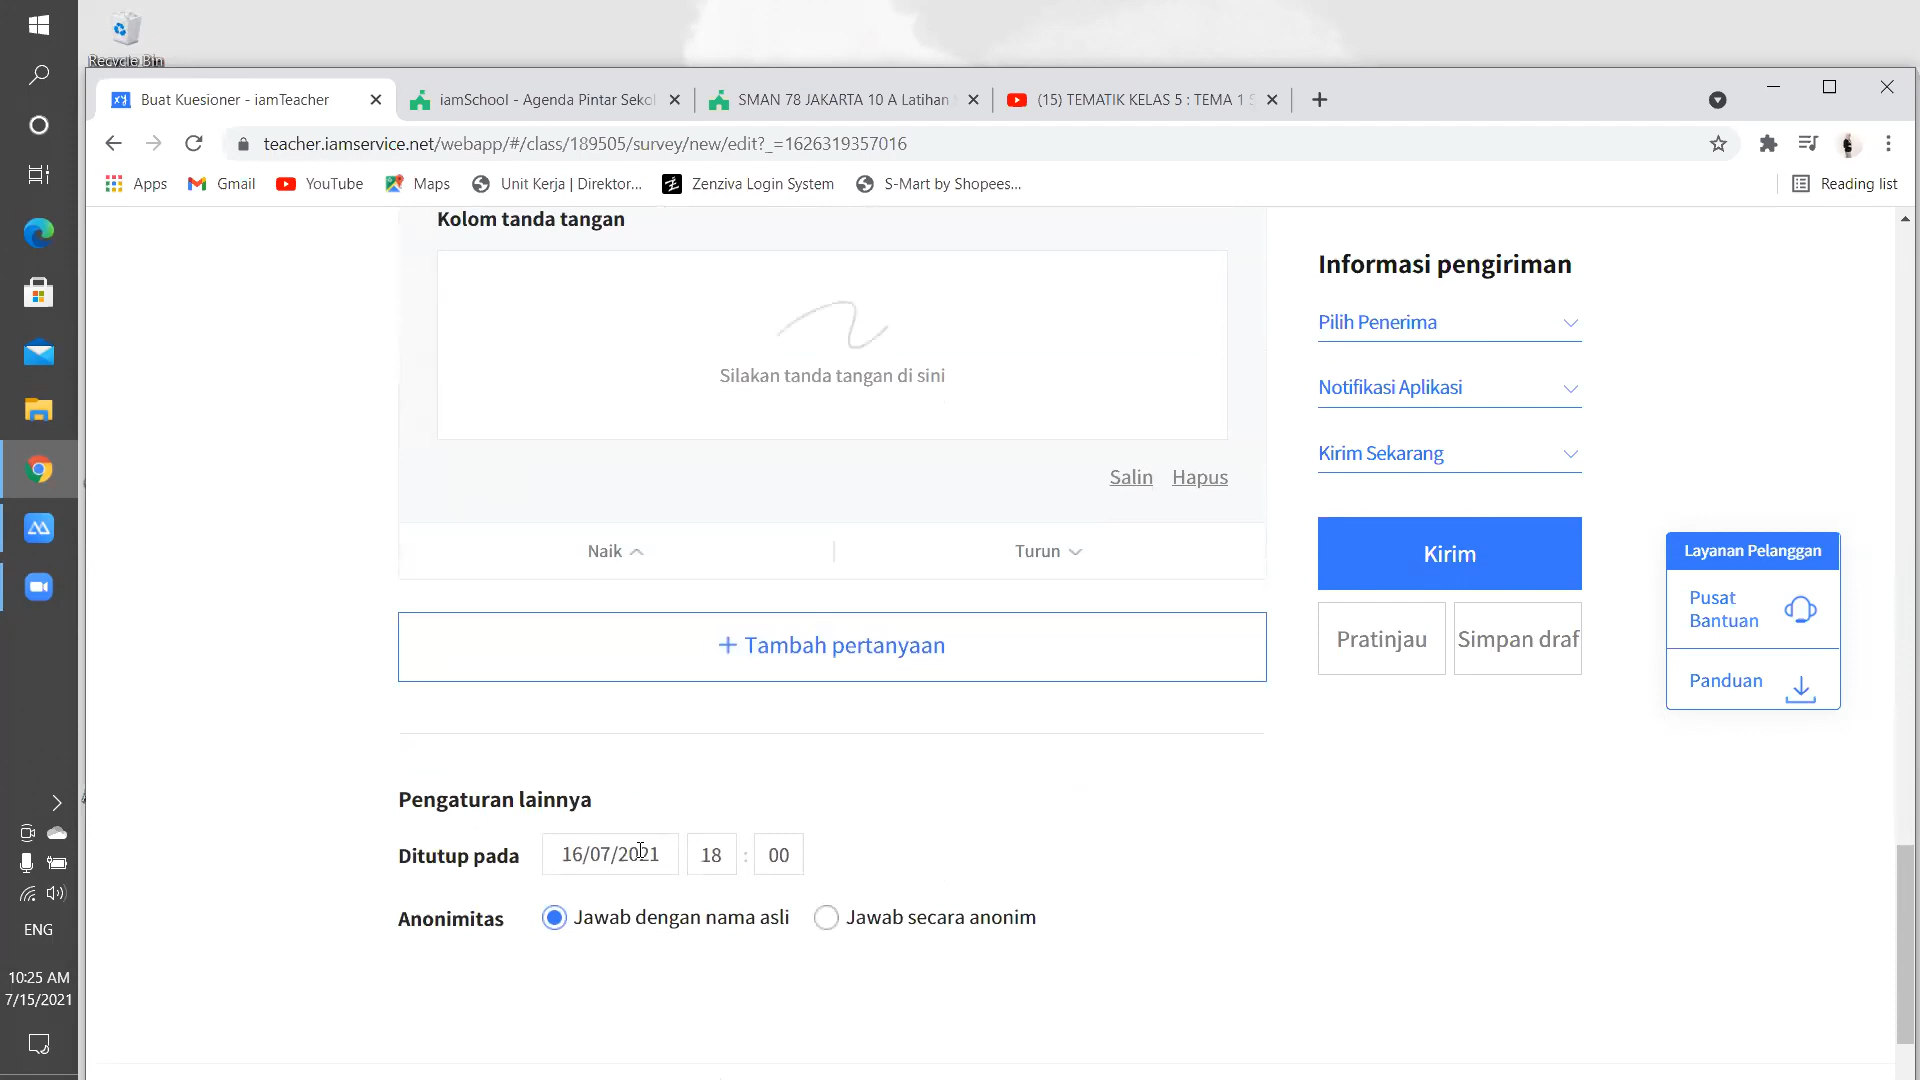 Recycle Bin
Buat Kuesioner - iamTeacher
iamSchool - Agenda Pintar Sekol
SMAN 78 JAKARTA 10 A Latihan
(15) TEMATIK KELAS 5 : TEMA 1 S
teacher.iamservice.net/webapp/#/class/189505/survey/new/edit?_=1626319357016
Apps
Gmail
YouTube
Maps
Unit Kerja | Direktor...
Zenziva Login System
S-Mart by Shopees...
Reading list
Kolom tanda tangan
Silakan tanda tangan di sini
Salin Hapus
Naik
Turun
+ Tambah pertanyaan
Pengaturan lainnya
Ditutup pada 16/07/2021 18 : 00
Anonimitas Jawab dengan nama asli Jawab secara anonim
Informasi pengiriman
Pilih Penerima
Notifikasi Aplikasi
Kirim Sekarang
Kirim
Pratinjau Simpan draf
Layanan Pelanggan
Pusat
Bantuan
Panduan
ENG
10:25 AM
7/15/2021